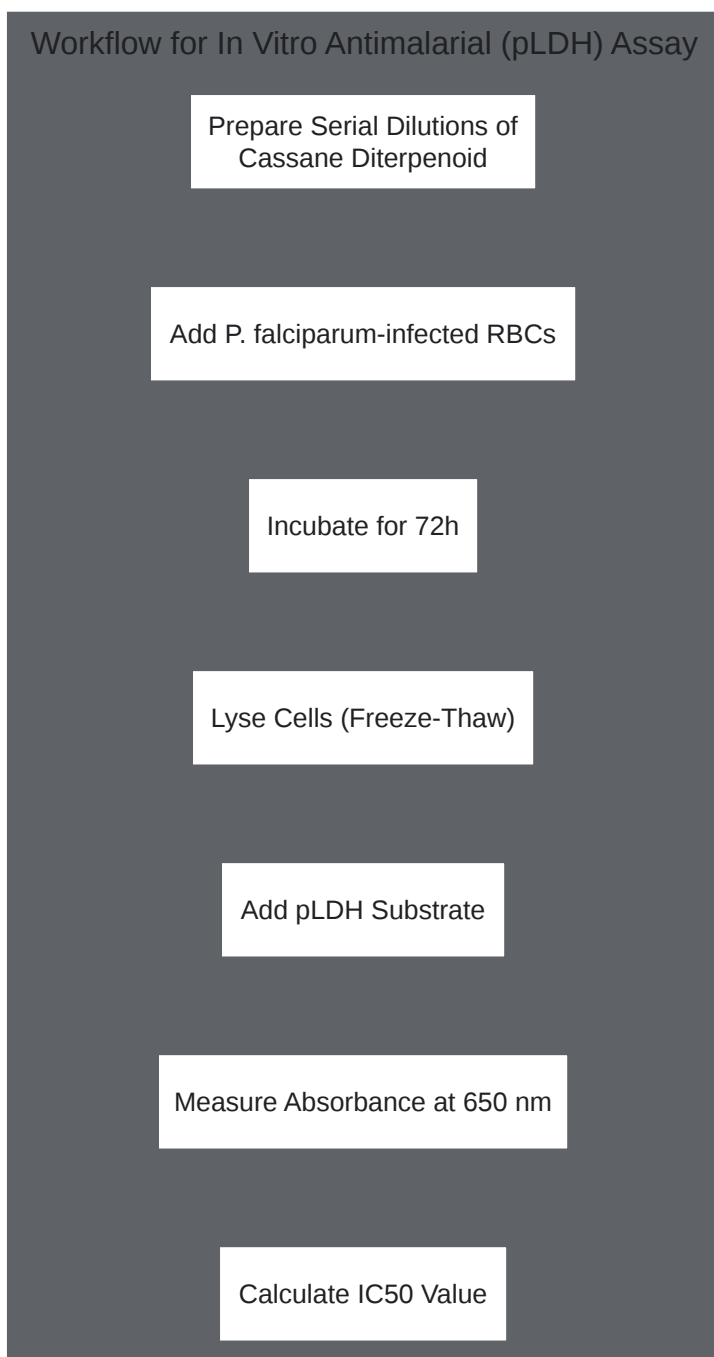 Workflow for In Vitro Antimalarial (pLDH) Assay
Prepare Serial Dilutions of
Cassane Diterpenoid
Add P. falciparum-infected RBCs
Incubate for 72h
Lyse Cells (Freeze-Thaw)
Add pLDH Substrate
Measure Absorbance at 650 nm
Calculate IC50 Value